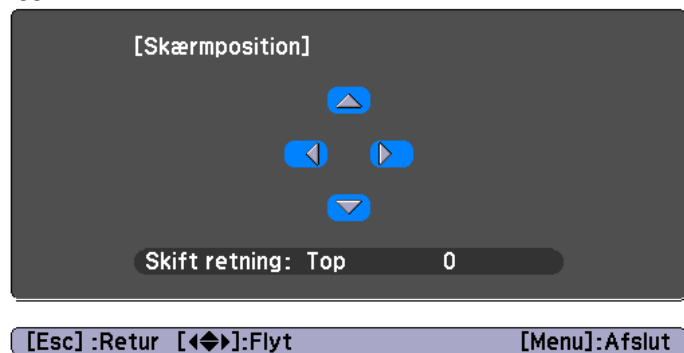 [Skærmposition]
Skift retning: Top 0
[Esc] :Retur [◀◆▶]:Flyt [Menu]:Afslut